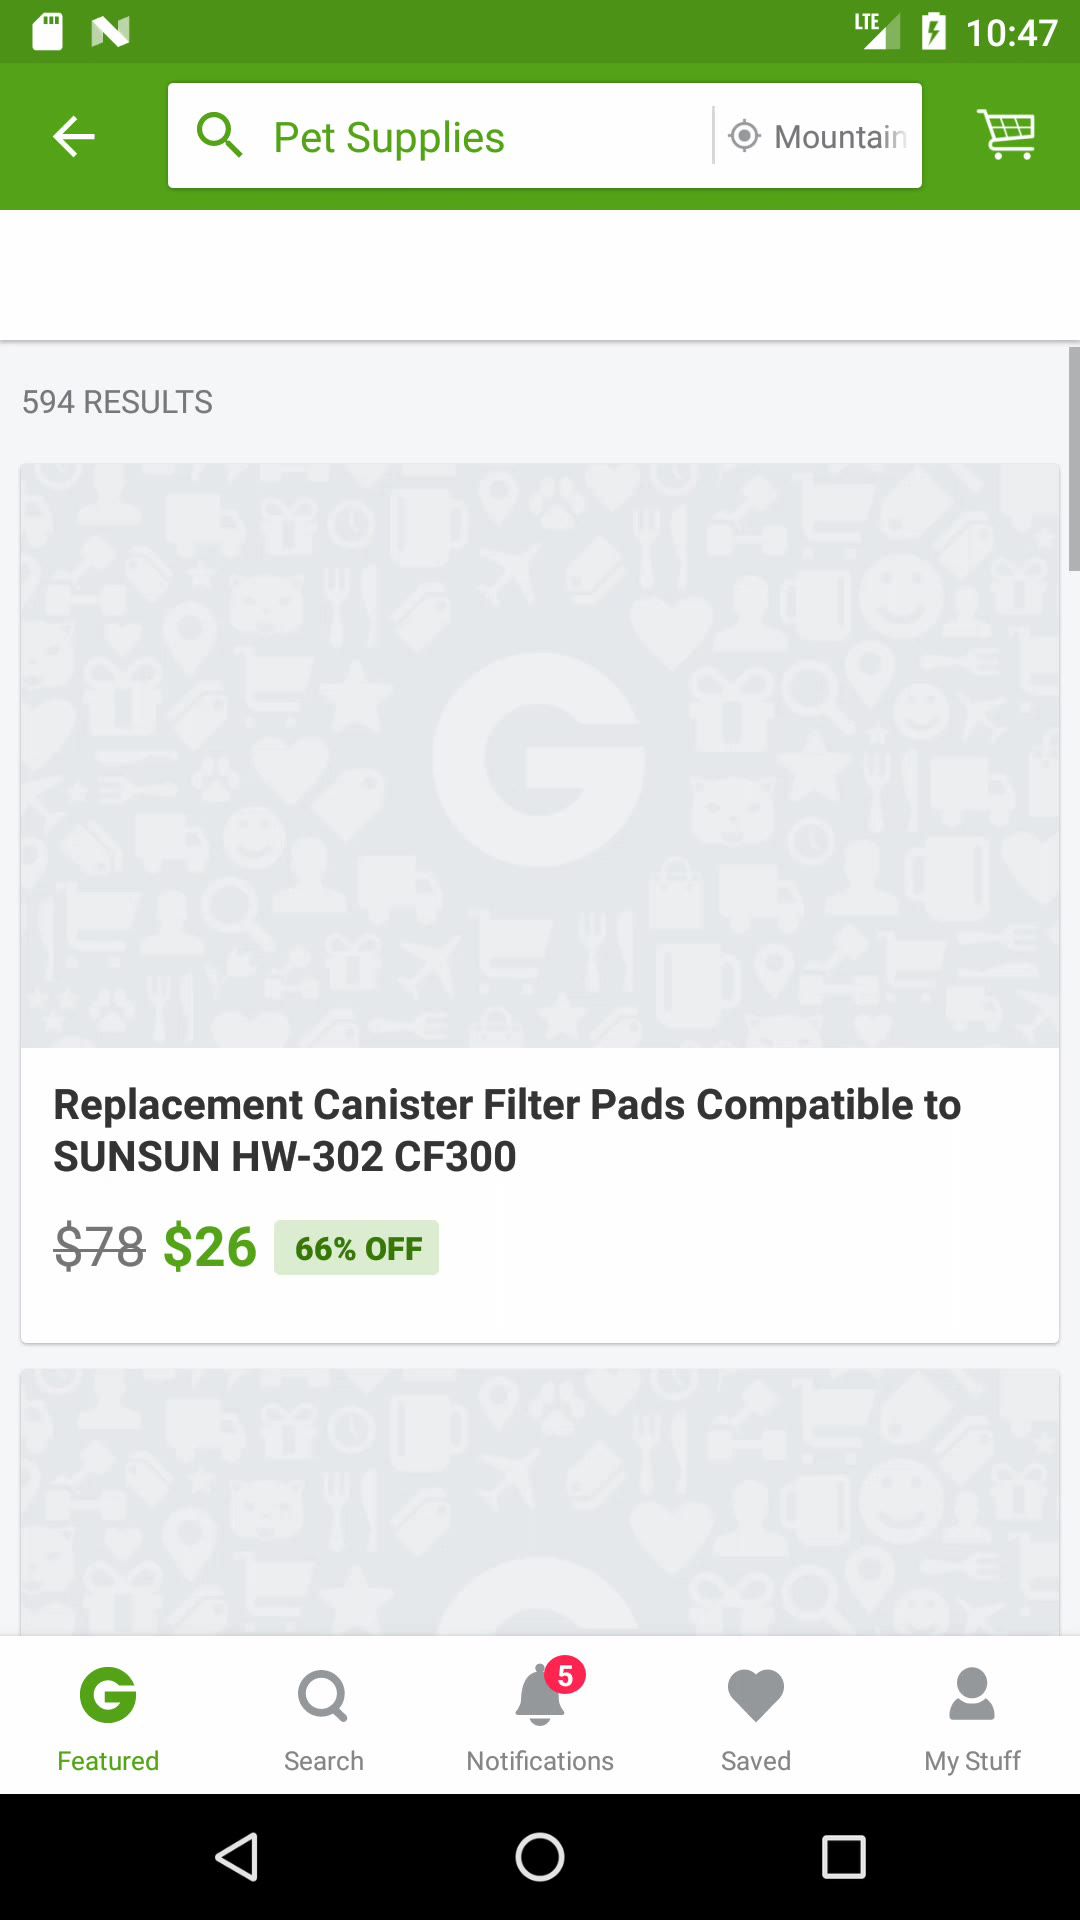 LTE 10:47
Pet Supplies Mountain
594 RESULTS
Replacement Canister Filter Pads Compatible to
SUNSUN HW-302 CF300
$78 $26 66% OFF
5
Featured Search Notifications Saved My Stuff